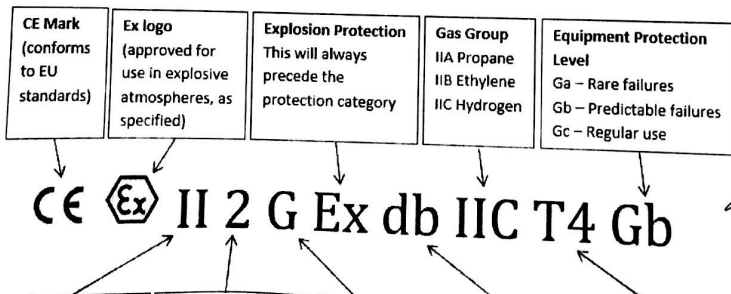 CE Mark
(conforms
to EU
standards)
Ex logo
(approved for
use in explosive
atmospheres, as
specified)
Explosion Protection
This will always
precede the
protection category
Gas Group
IIA Propane
IIB Ethylene
IIC Hydrogen
Equipment Protection
Level
Ga – Rare failures
Gb – Predictable failures
Gc – Regular use
CE Ex II 2 G Ex db IIC T4 Gb